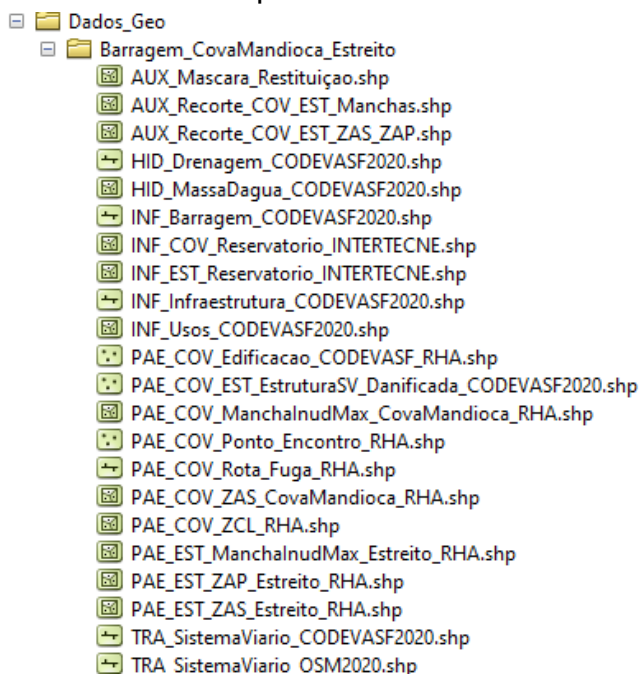 Dados_Geo
Barragem_CovaMandioca_Estreito
AUX_Mascara_Restituiçao.shp
AUX_Recorte_COV_EST_Manchas.shp
AUX_Recorte_COV_EST_ZAS_ZAP.shp
HID_Drenagem_CODEVASF2020.shp
HID_MassaDagua_CODEVASF2020.shp
INF_Barragem_CODEVASF2020.shp
INF_COV_Reservatorio_INTERTECNE.shp
INF_EST_Reservatorio_INTERTECNE.shp
INF_Infraestrutura_CODEVASF2020.shp
INF_Usos_CODEVASF2020.shp
PAE_COV_Edificacao_CODEVASF_RHA.shp
PAE_COV_EST_EstruturaSV_Danificada_CODEVASF2020.shp
PAE_COV_ManchaInudMax_CovaMandioca_RHA.shp
PAE_COV_Ponto_Encontro_RHA.shp
PAE_COV_Rota_Fuga_RHA.shp
PAE_COV_ZAS_CovaMandioca_RHA.shp
PAE_COV_ZCL_RHA.shp
PAE_EST_ManchaInudMax_Estreito_RHA.shp
PAE_EST_ZAP_Estreito_RHA.shp
PAE_EST_ZAS_Estreito_RHA.shp
TRA_SistemaViario_CODEVASF2020.shp
TRA_SistemaViario_OSM2020.shp